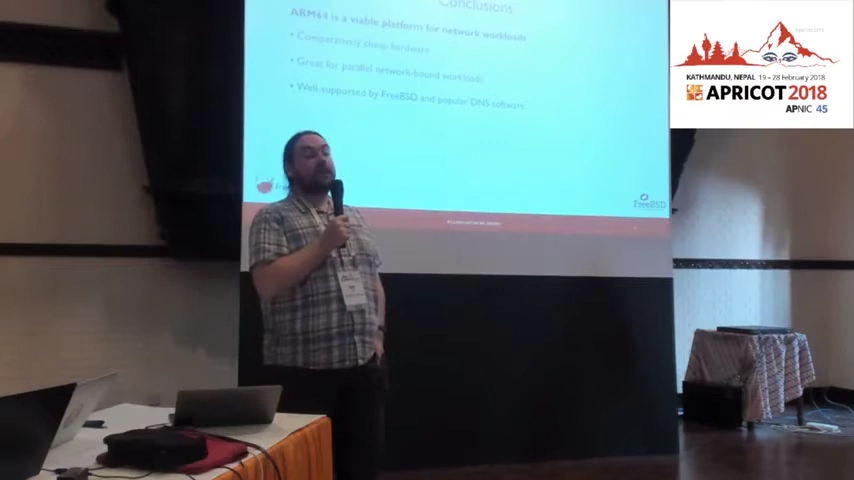 Conclusions
ARM64 is a viable platform for network workloads
• Comparatively cheap hardware
• Great for parallel network-bound workloads
• Well-supported by FreeBSD and popular DNS software
FreeBSD
KATHMANDU, NEPAL 19 – 28 February 2018
APRICOT 2018
APNIC 45